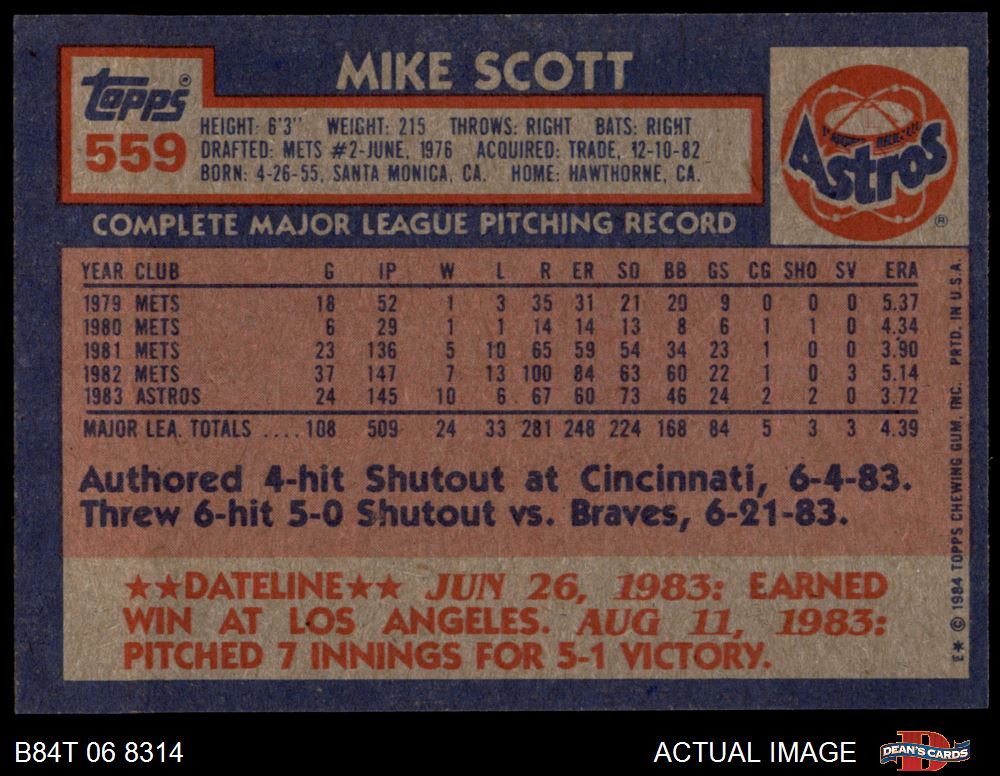 MIKE SCOTT
TOPPS®
559
HEIGHT: 6'3" WEIGHT: 215 THROWS: RIGHT BATS: RIGHT
DRAFTED: METS #2-JUNE, 1976 ACQUIRED: TRADE, 12-10-82
BORN: 4-26-55, SANTA MONICA, CA. HOME: HAWTHORNE, CA.
Astros
®
COMPLETE MAJOR LEAGUE PITCHING RECORD
YEAR CLUB G IP W L R ER SO BB GS CG SHO SV ERA
1979 METS 18 52 1 3 35 31 21 20 9 0 0 0 5.37
1980 METS 6 29 1 1 14 14 13 8 6 1 1 0 4.34
1981 METS 23 136 5 10 65 59 54 34 23 1 0 0 3.90
1982 METS 37 147 7 13 100 84 63 60 22 1 0 3 5.14
1983 ASTROS 24 145 10 6 67 60 73 46 24 2 2 0 3.72
MAJOR LEA. TOTALS ....108 509 24 33 281 248 224 168 84 5 3 3 4.39
Authored 4-hit Shutout at Cincinnati, 6-4-83.
Threw 6-hit 5-0 Shutout vs. Braves, 6-21-83.
★★DATELINE★★ JUN 26, 1983: EARNED
WIN AT LOS ANGELES. AUG 11, 1983:
PITCHED 7 INNINGS FOR 5-1 VICTORY.
E* © 1984 TOPPS CHEWING GUM, INC. PRTD. IN U.S.A.
B84T 06 8314
ACTUAL IMAGE
DEAN'S CARDS